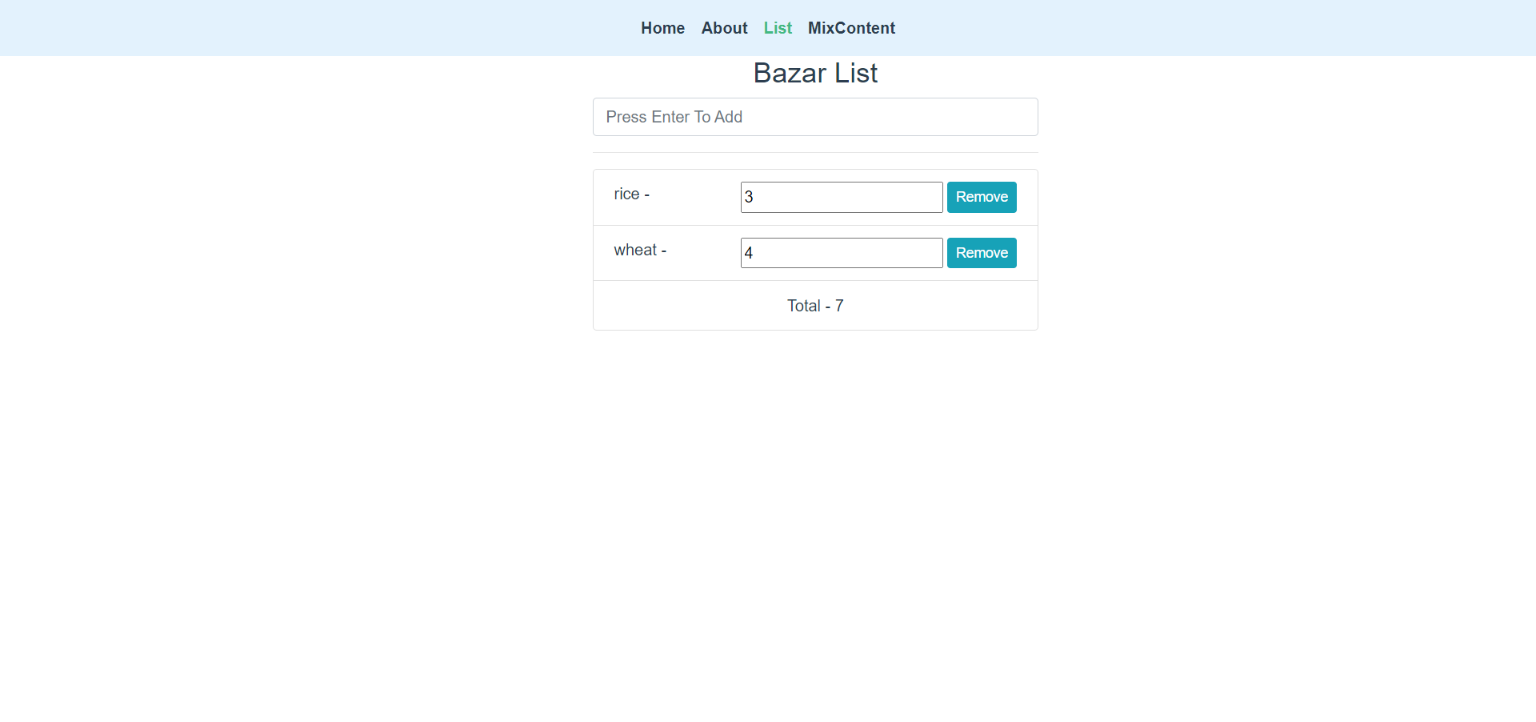 Home About List MixContent
Bazar List
Press Enter To Add
rice - 3 Remove
wheat - 4 Remove
Total - 7